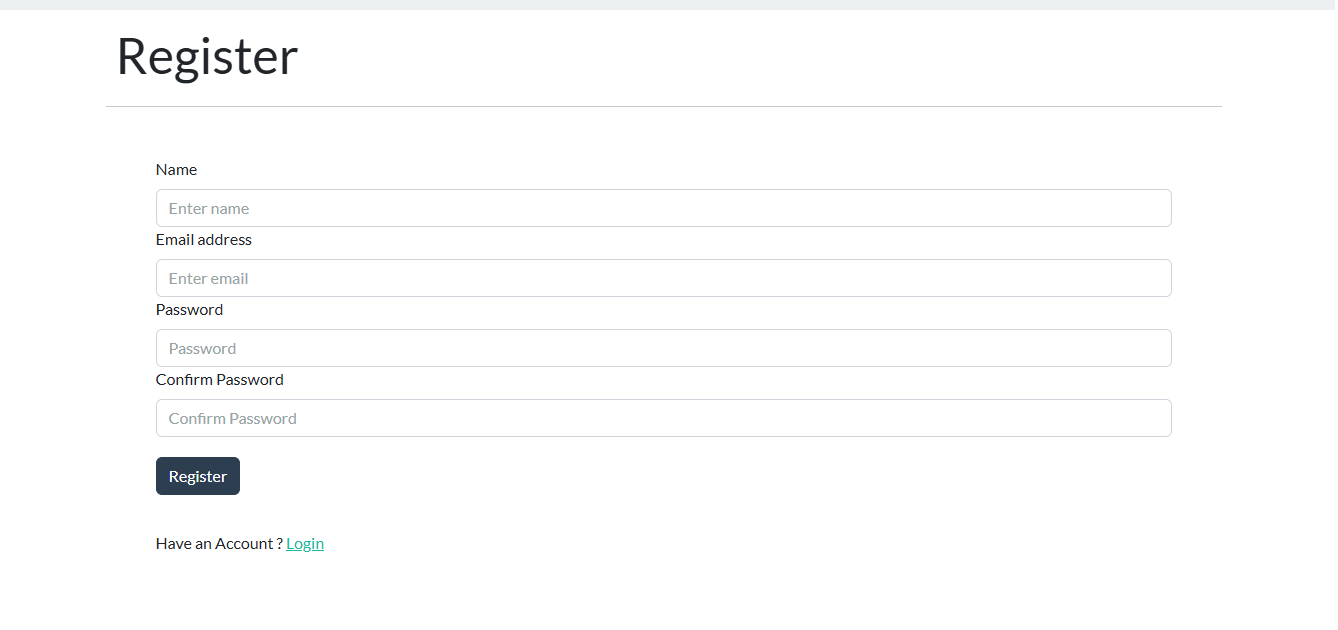 Register
Name
Enter name
Email address
Enter email
Password
Password
Confirm Password
Confirm Password
Register
Have an Account ? Login